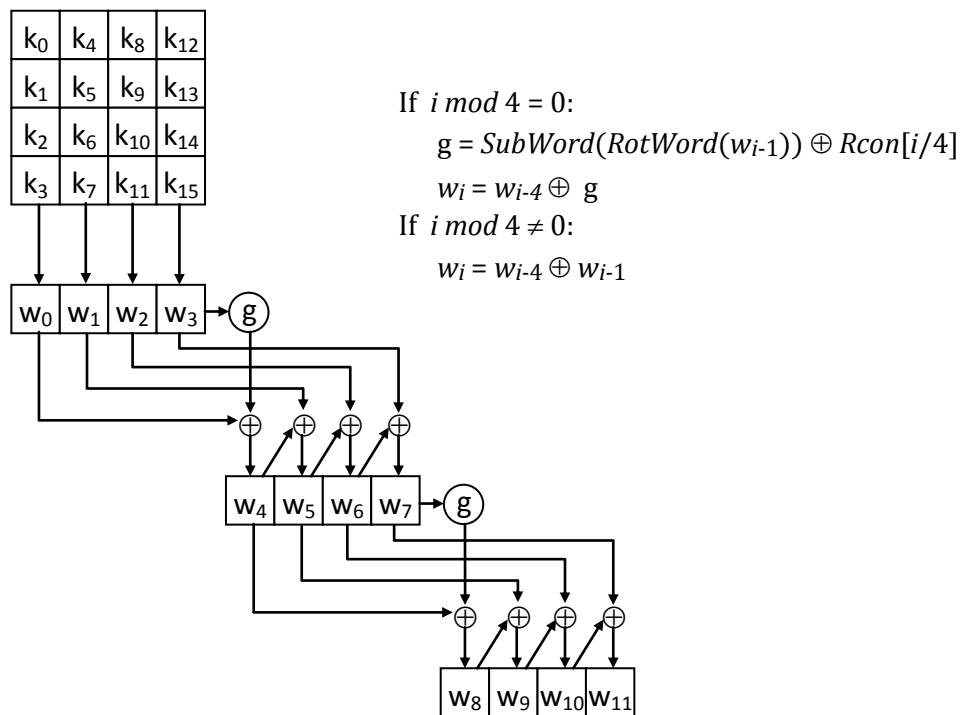 k₀ k₄ k₈ k₁₂
k₁ k₅ k₉ k₁₃
k₂ k₆ k₁₀ k₁₄
k₃ k₇ k₁₁ k₁₅
If i mod 4 = 0:
g = SubWord(RotWord(wᵢ₋₁)) ⊕ Rcon[i/4]
wᵢ = wᵢ₋₄ ⊕ g
If i mod 4 ≠ 0:
wᵢ = wᵢ₋₄ ⊕ wᵢ₋₁
w₀ w₁ w₂ w₃ g
⊕ ⊕ ⊕ ⊕
w₄ w₅ w₆ w₇ g
⊕ ⊕ ⊕ ⊕
w₈ w₉ w₁₀ w₁₁